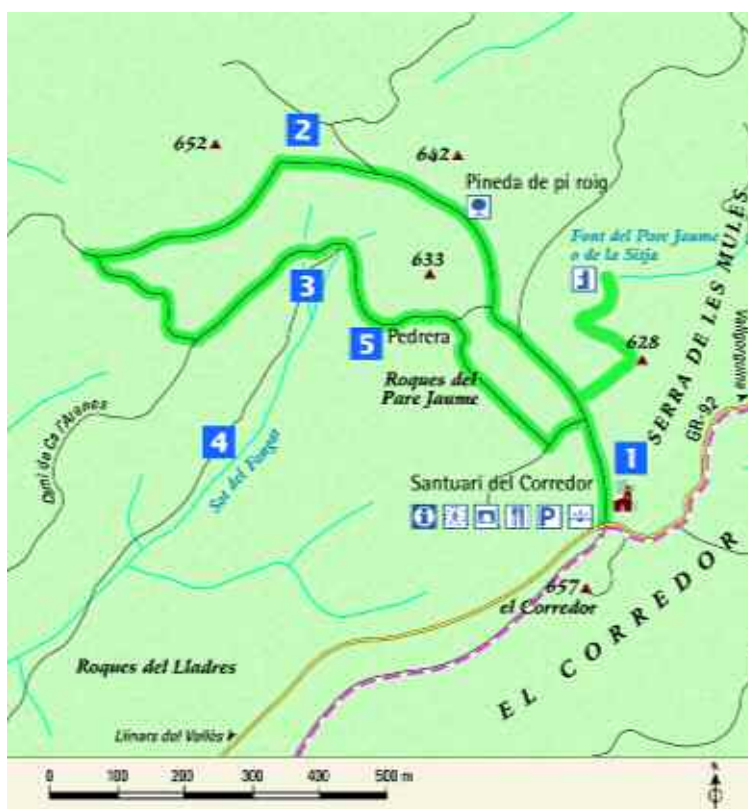 2
652
642
Pineda de pi roig
Font del Pare Jaume
o de la Sitja
633
3
628
SERRA DE LES MULES
Vallgorguina
GR-92
5
Pedrera
Roques del
Pare Jaume
4
Camí de Ca l'Arenes
Sot del Fangar
1
Santuari del Corredor
i
P
657
el Corredor
EL CORREDOR
Roques del Lladres
Llinars del Vallès
0 100 200 300 400 500 m